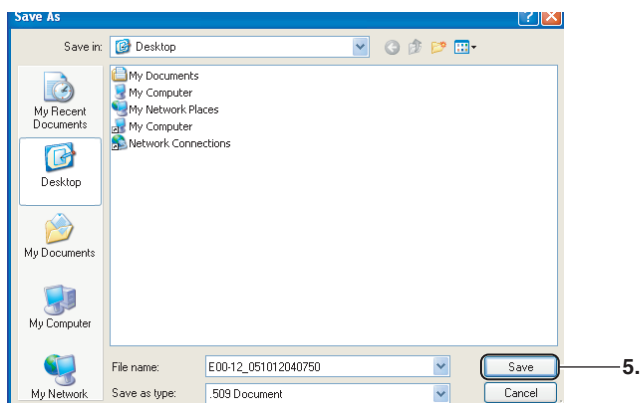 Save As
Save in:
Desktop
My Recent
Documents
Desktop
My Documents
My Computer
My Network
My Documents
My Computer
My Network Places
My Computer
Network Connections
File name:
E00-12_051012040750
Save
5.
Save as type:
.509 Document
Cancel